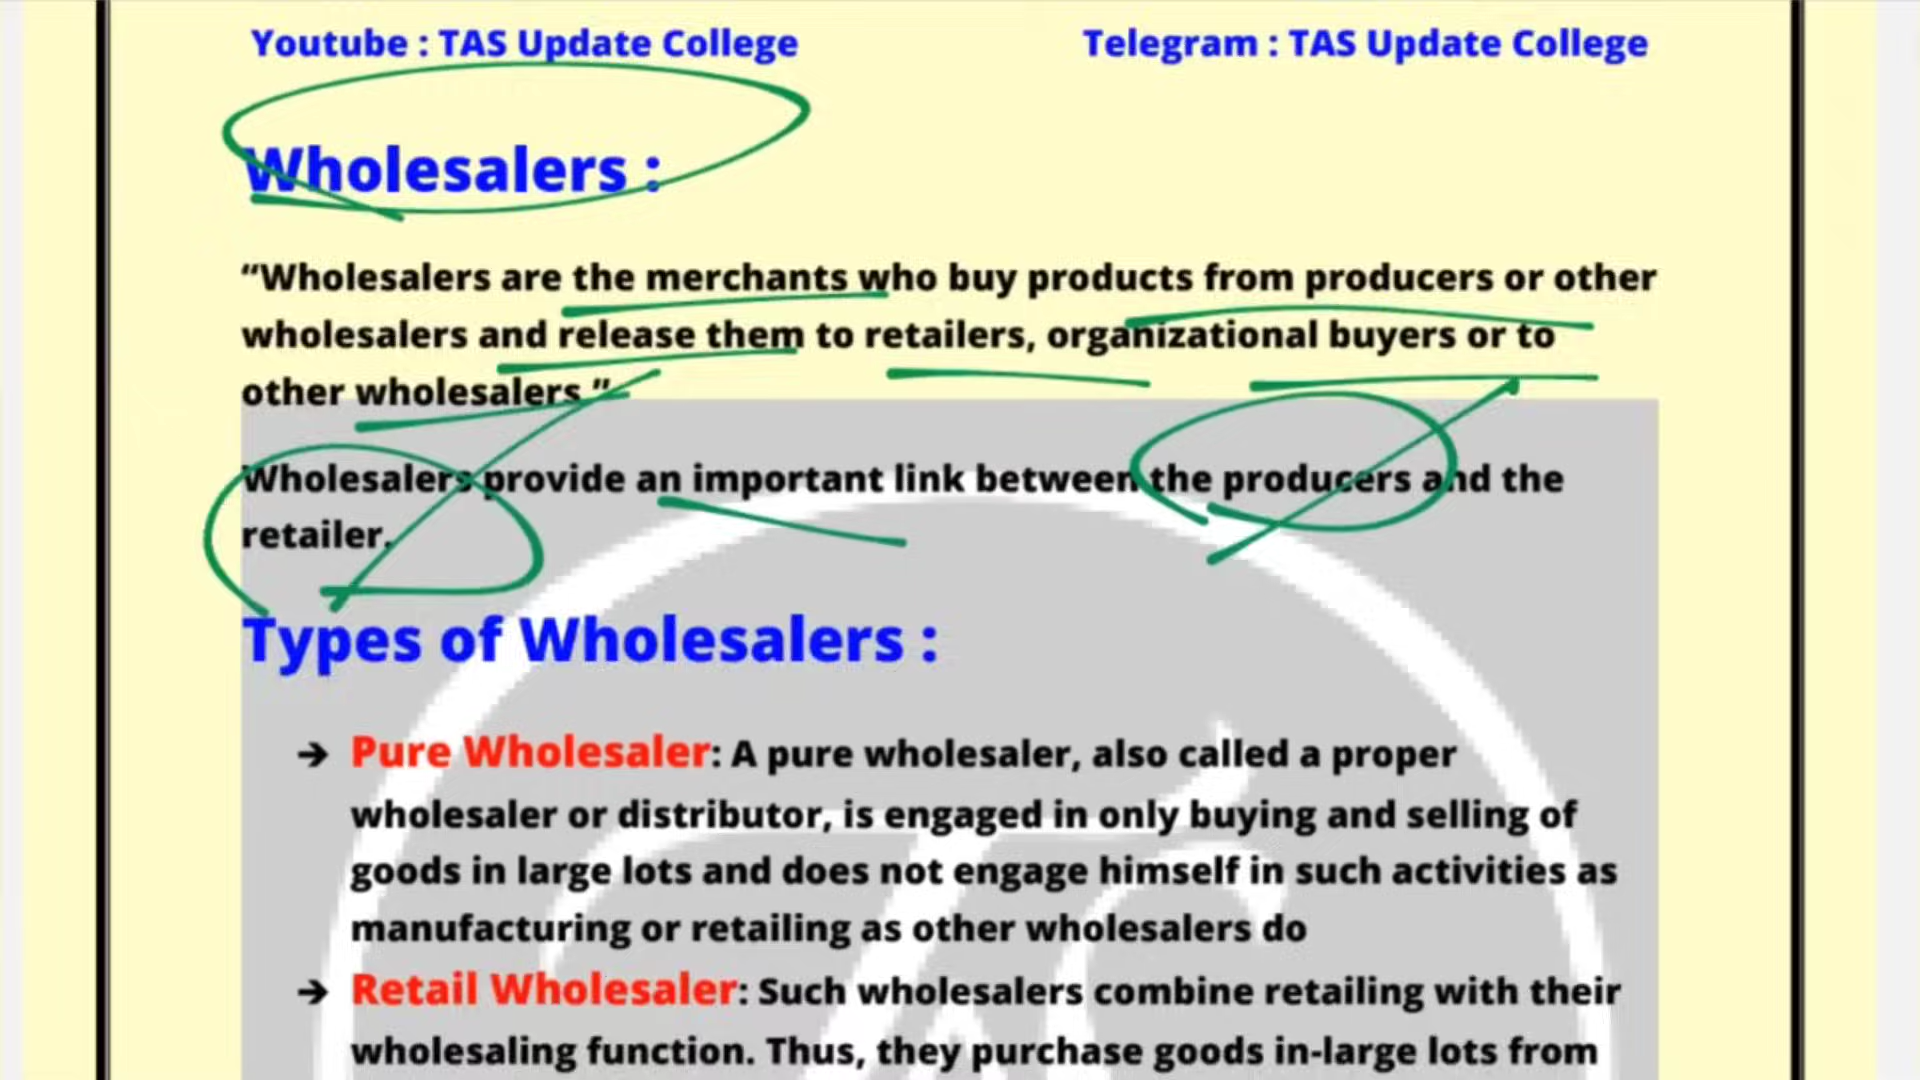 Youtube : TAS Update College
Telegram : TAS Update College
Wholesalers :
“Wholesalers are the merchants who buy products from producers or other
wholesalers and release them to retailers, organizational buyers or to
other wholesalers ”
Wholesalers provide an important link between the producers and the
retailer.
Types of Wholesalers :
➔ Pure Wholesaler: A pure wholesaler, also called a proper
wholesaler or distributor, is engaged in only buying and selling of
goods in large lots and does not engage himself in such activities as
manufacturing or retailing as other wholesalers do
➔ Retail Wholesaler: Such wholesalers combine retailing with their
wholesaling function. Thus, they purchase goods in-large lots from